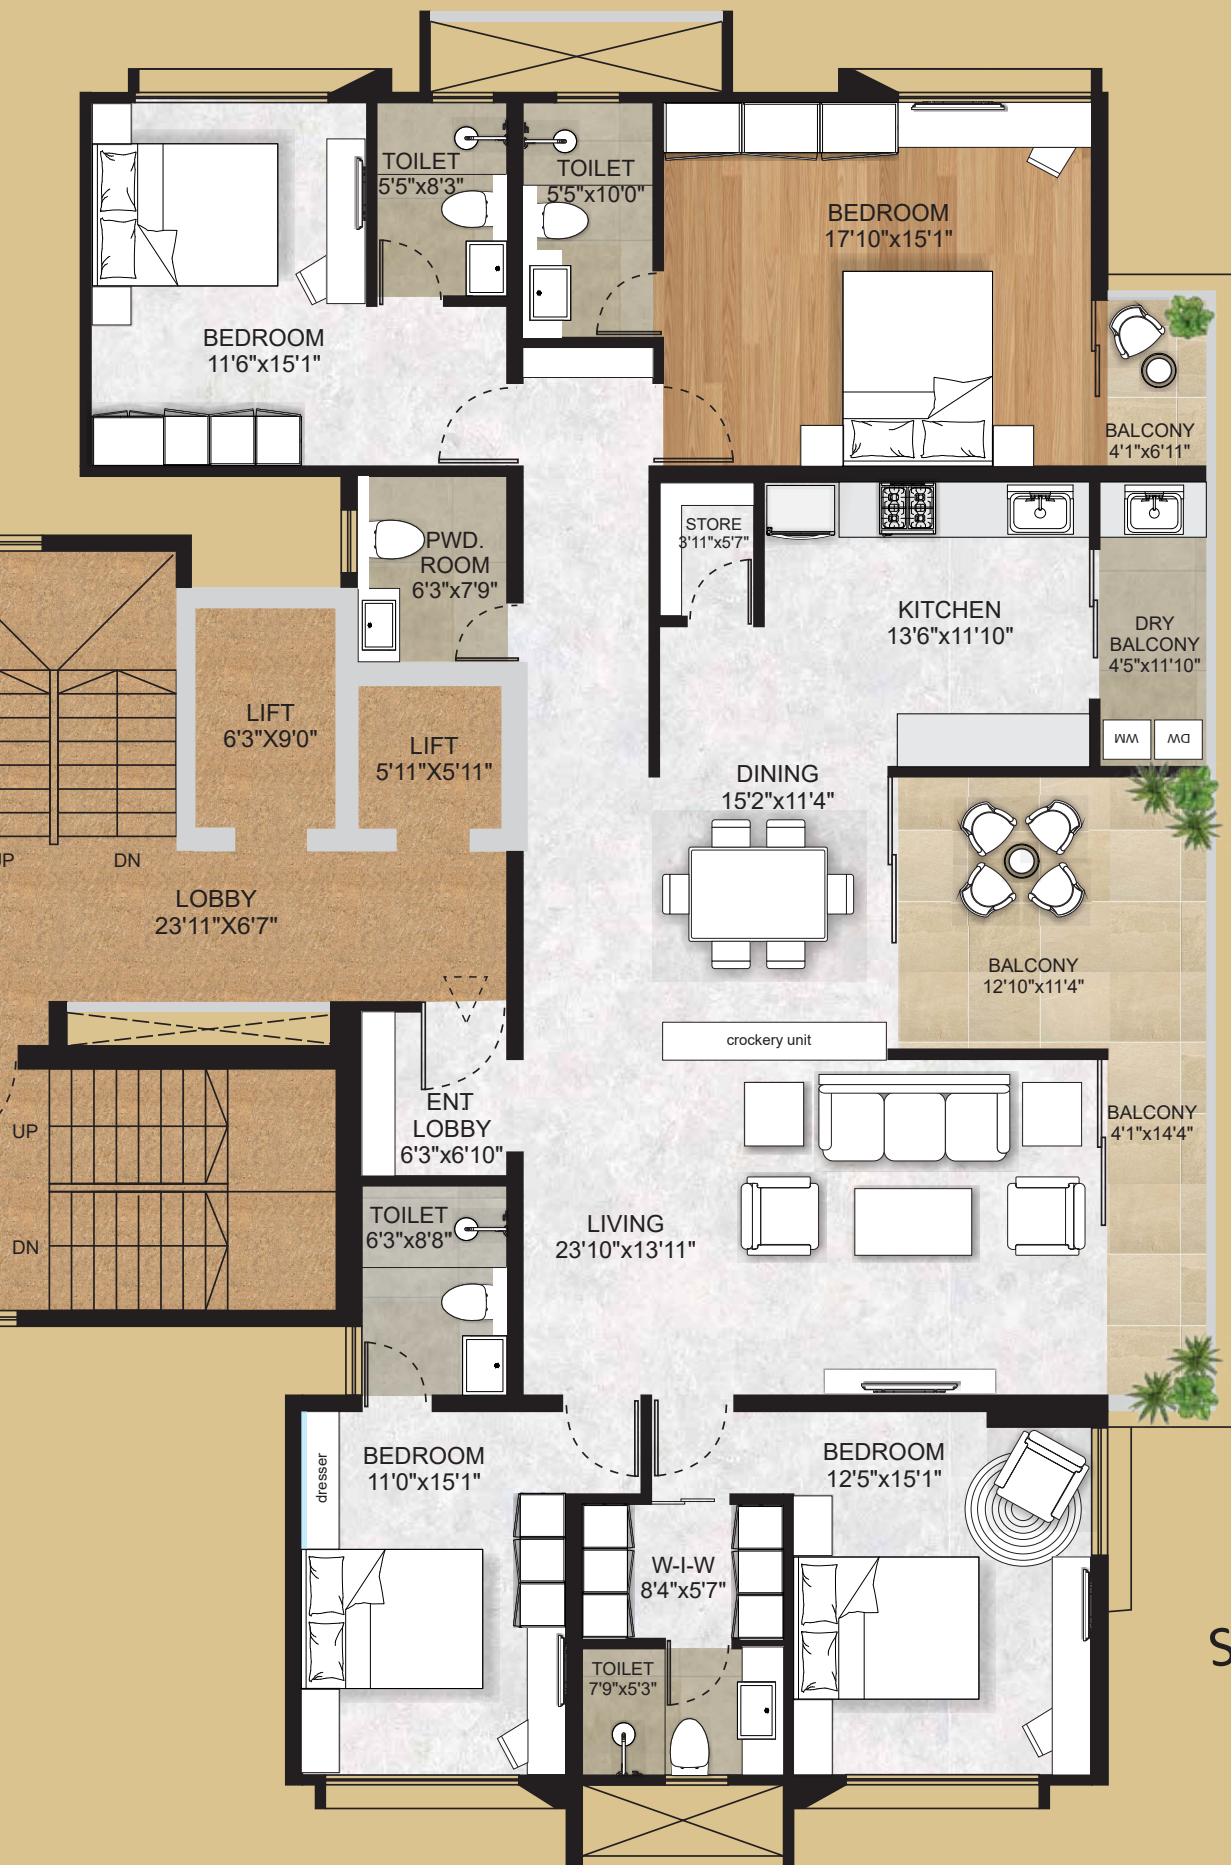 TOILET
5'5"x8'3"
TOILET
5'5"x10'0"
BEDROOM
17'10"x15'1"
BEDROOM
11'6"x15'1"
BALCONY
4'1"x6'11"
STORE
3'11"x5'7"
PWD.
ROOM
6'3"x7'9"
KITCHEN
13'6"x11'10"
DRY
BALCONY
4'5"x11'10"
LIFT
6'3"X9'0"
LIFT
5'11"X5'11"
WM
DW
DINING
15'2"x11'4"
UP
DN
LOBBY
23'11"X6'7"
BALCONY
12'10"x11'4"
crockery unit
ENT.
LOBBY
6'3"x6'10"
BALCONY
4'1"x14'4"
UP
TOILET
6'3"x8'8"
LIVING
23'10"x13'11"
DN
dresser
BEDROOM
11'0"x15'1"
BEDROOM
12'5"x15'1"
W-I-W
8'4"x5'7"
S
TOILET
7'9"x5'3"